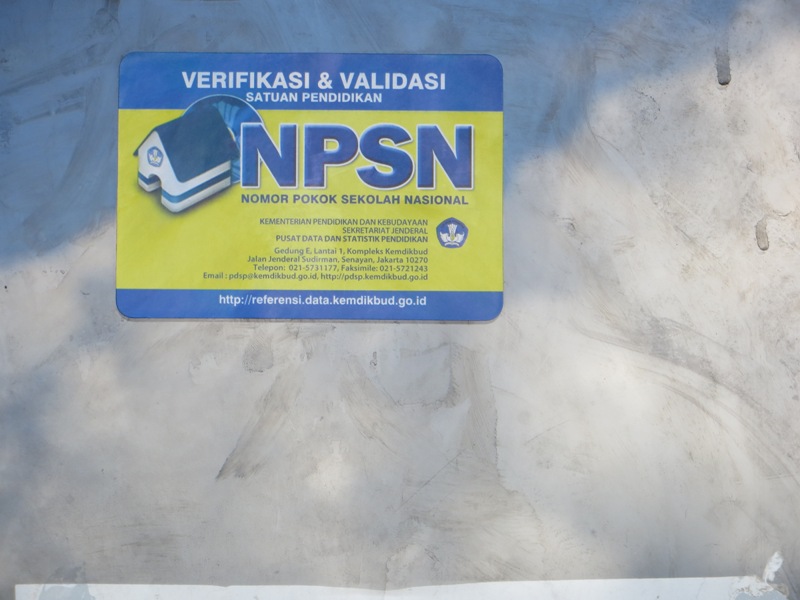 VERIFIKASI & VALIDASI
SATUAN PENDIDIKAN
NPSN
NOMOR POKOK SEKOLAH NASIONAL
KEMENTERIAN PENDIDIKAN DAN KEBUDAYAAN
SEKRETARIAT JENDERAL
PUSAT DATA DAN STATISTIK PENDIDIKAN
Gedung E, Lantai 1, Kompleks Kemdikbud
Jalan Jenderal Sudirman, Senayan, Jakarta 10270
Telepon: 021-5731177, Faksimile: 021-5721243
Email : pdsp@kemdikbud.go.id, http://pdsp.kemdikbud.go.id
http://referensi.data.kemdikbud.go.id